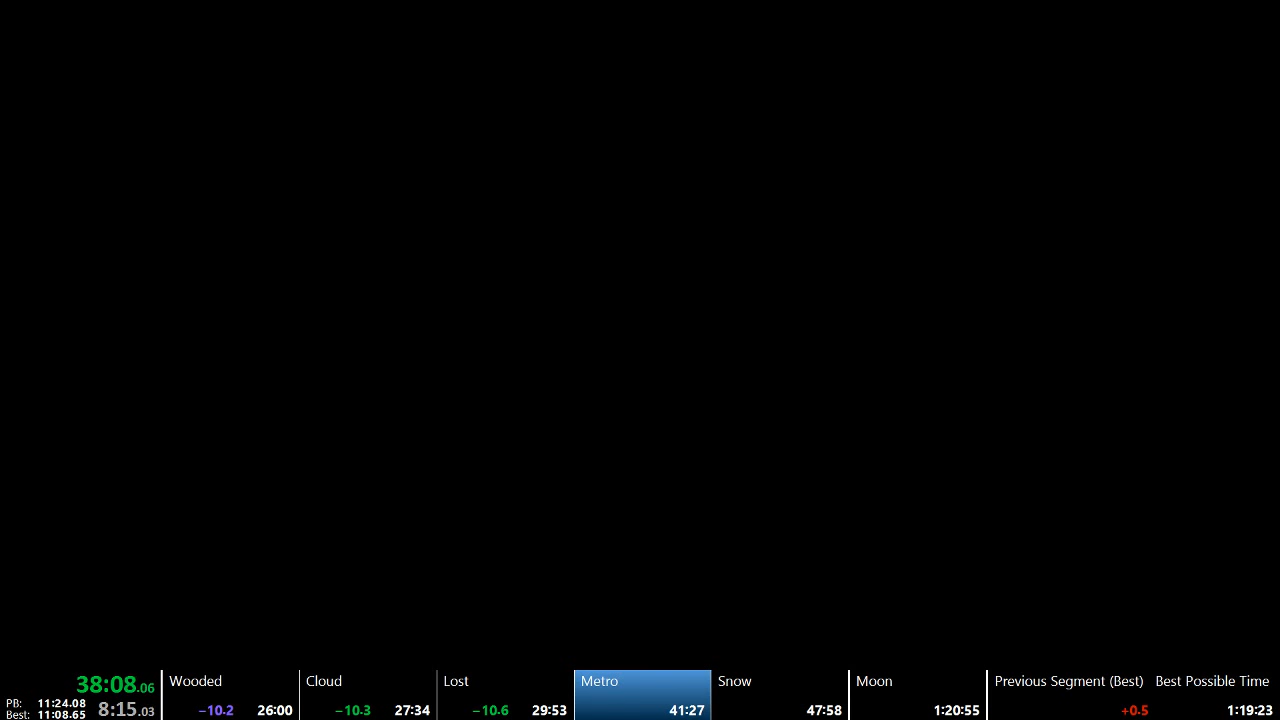 38:08.06
PB: 11:24.08
Best: 11:08.65
8:15.03
Wooded
−10.2 26:00
Cloud
−10.3 27:34
Lost
−10.6 29:53
Metro
41:27
Snow
47:58
Moon
1:20:55
Previous Segment (Best)
+0.5
Best Possible Time
1:19:23